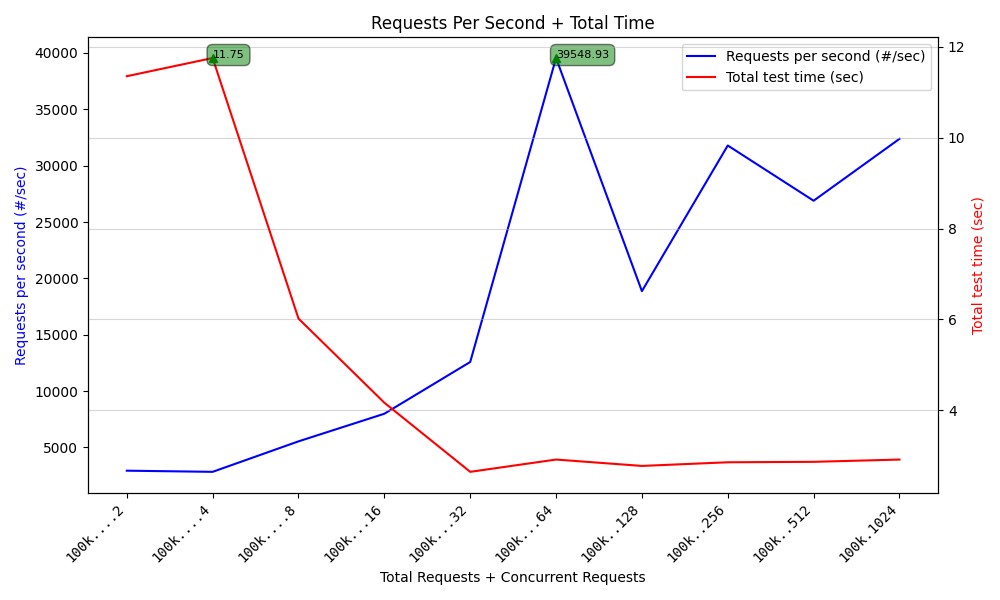 Requests Per Second + Total Time
40000
35000
30000
25000
20000
15000
10000
5000
Requests per second (#/sec)
11.75
39548.93
Requests per second (#/sec)
Total test time (sec)
12
10
8
6
4
Total test time (sec)
100k....2
100k....4
100k....8
100k...16
100k...32
100k...64
100k..128
100k..256
100k..512
100k.1024
Total Requests + Concurrent Requests